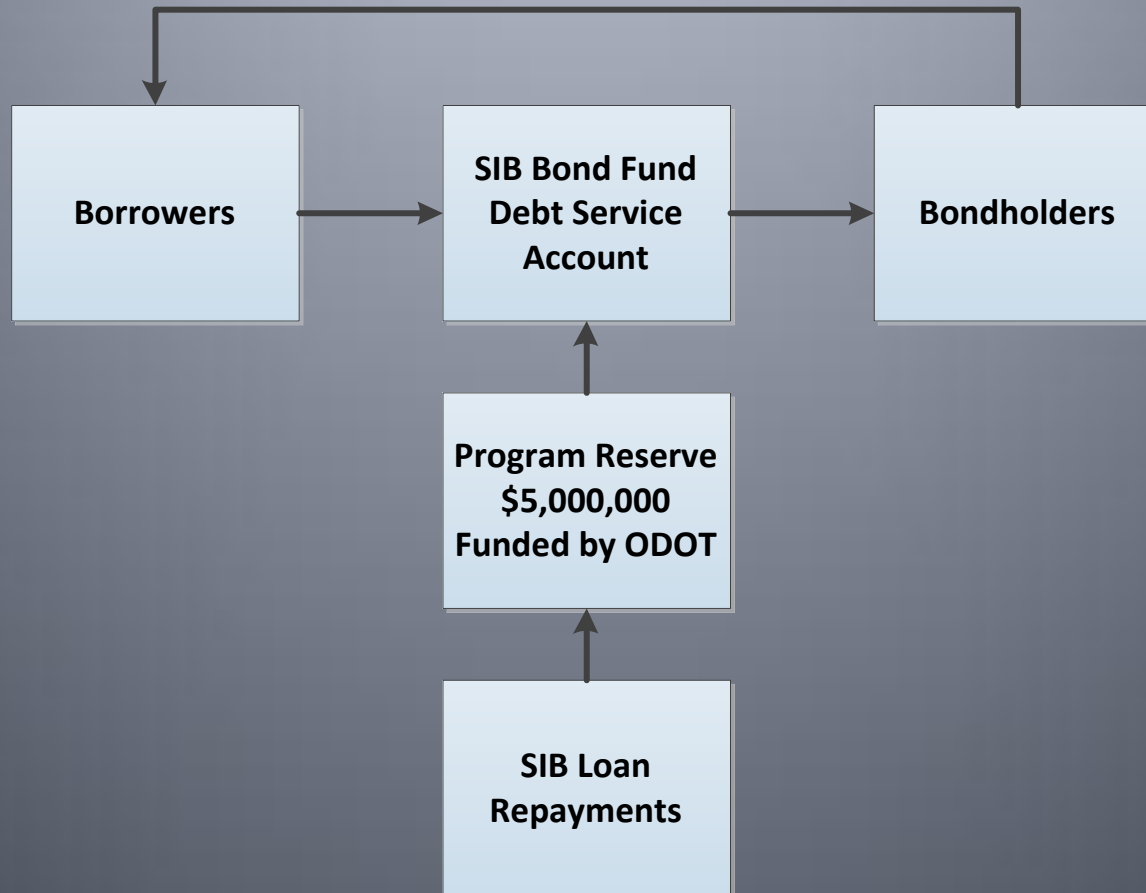 Borrowers
SIB Bond Fund
Debt Service
Account
Bondholders
Program Reserve
$5,000,000
Funded by ODOT
SIB Loan
Repayments